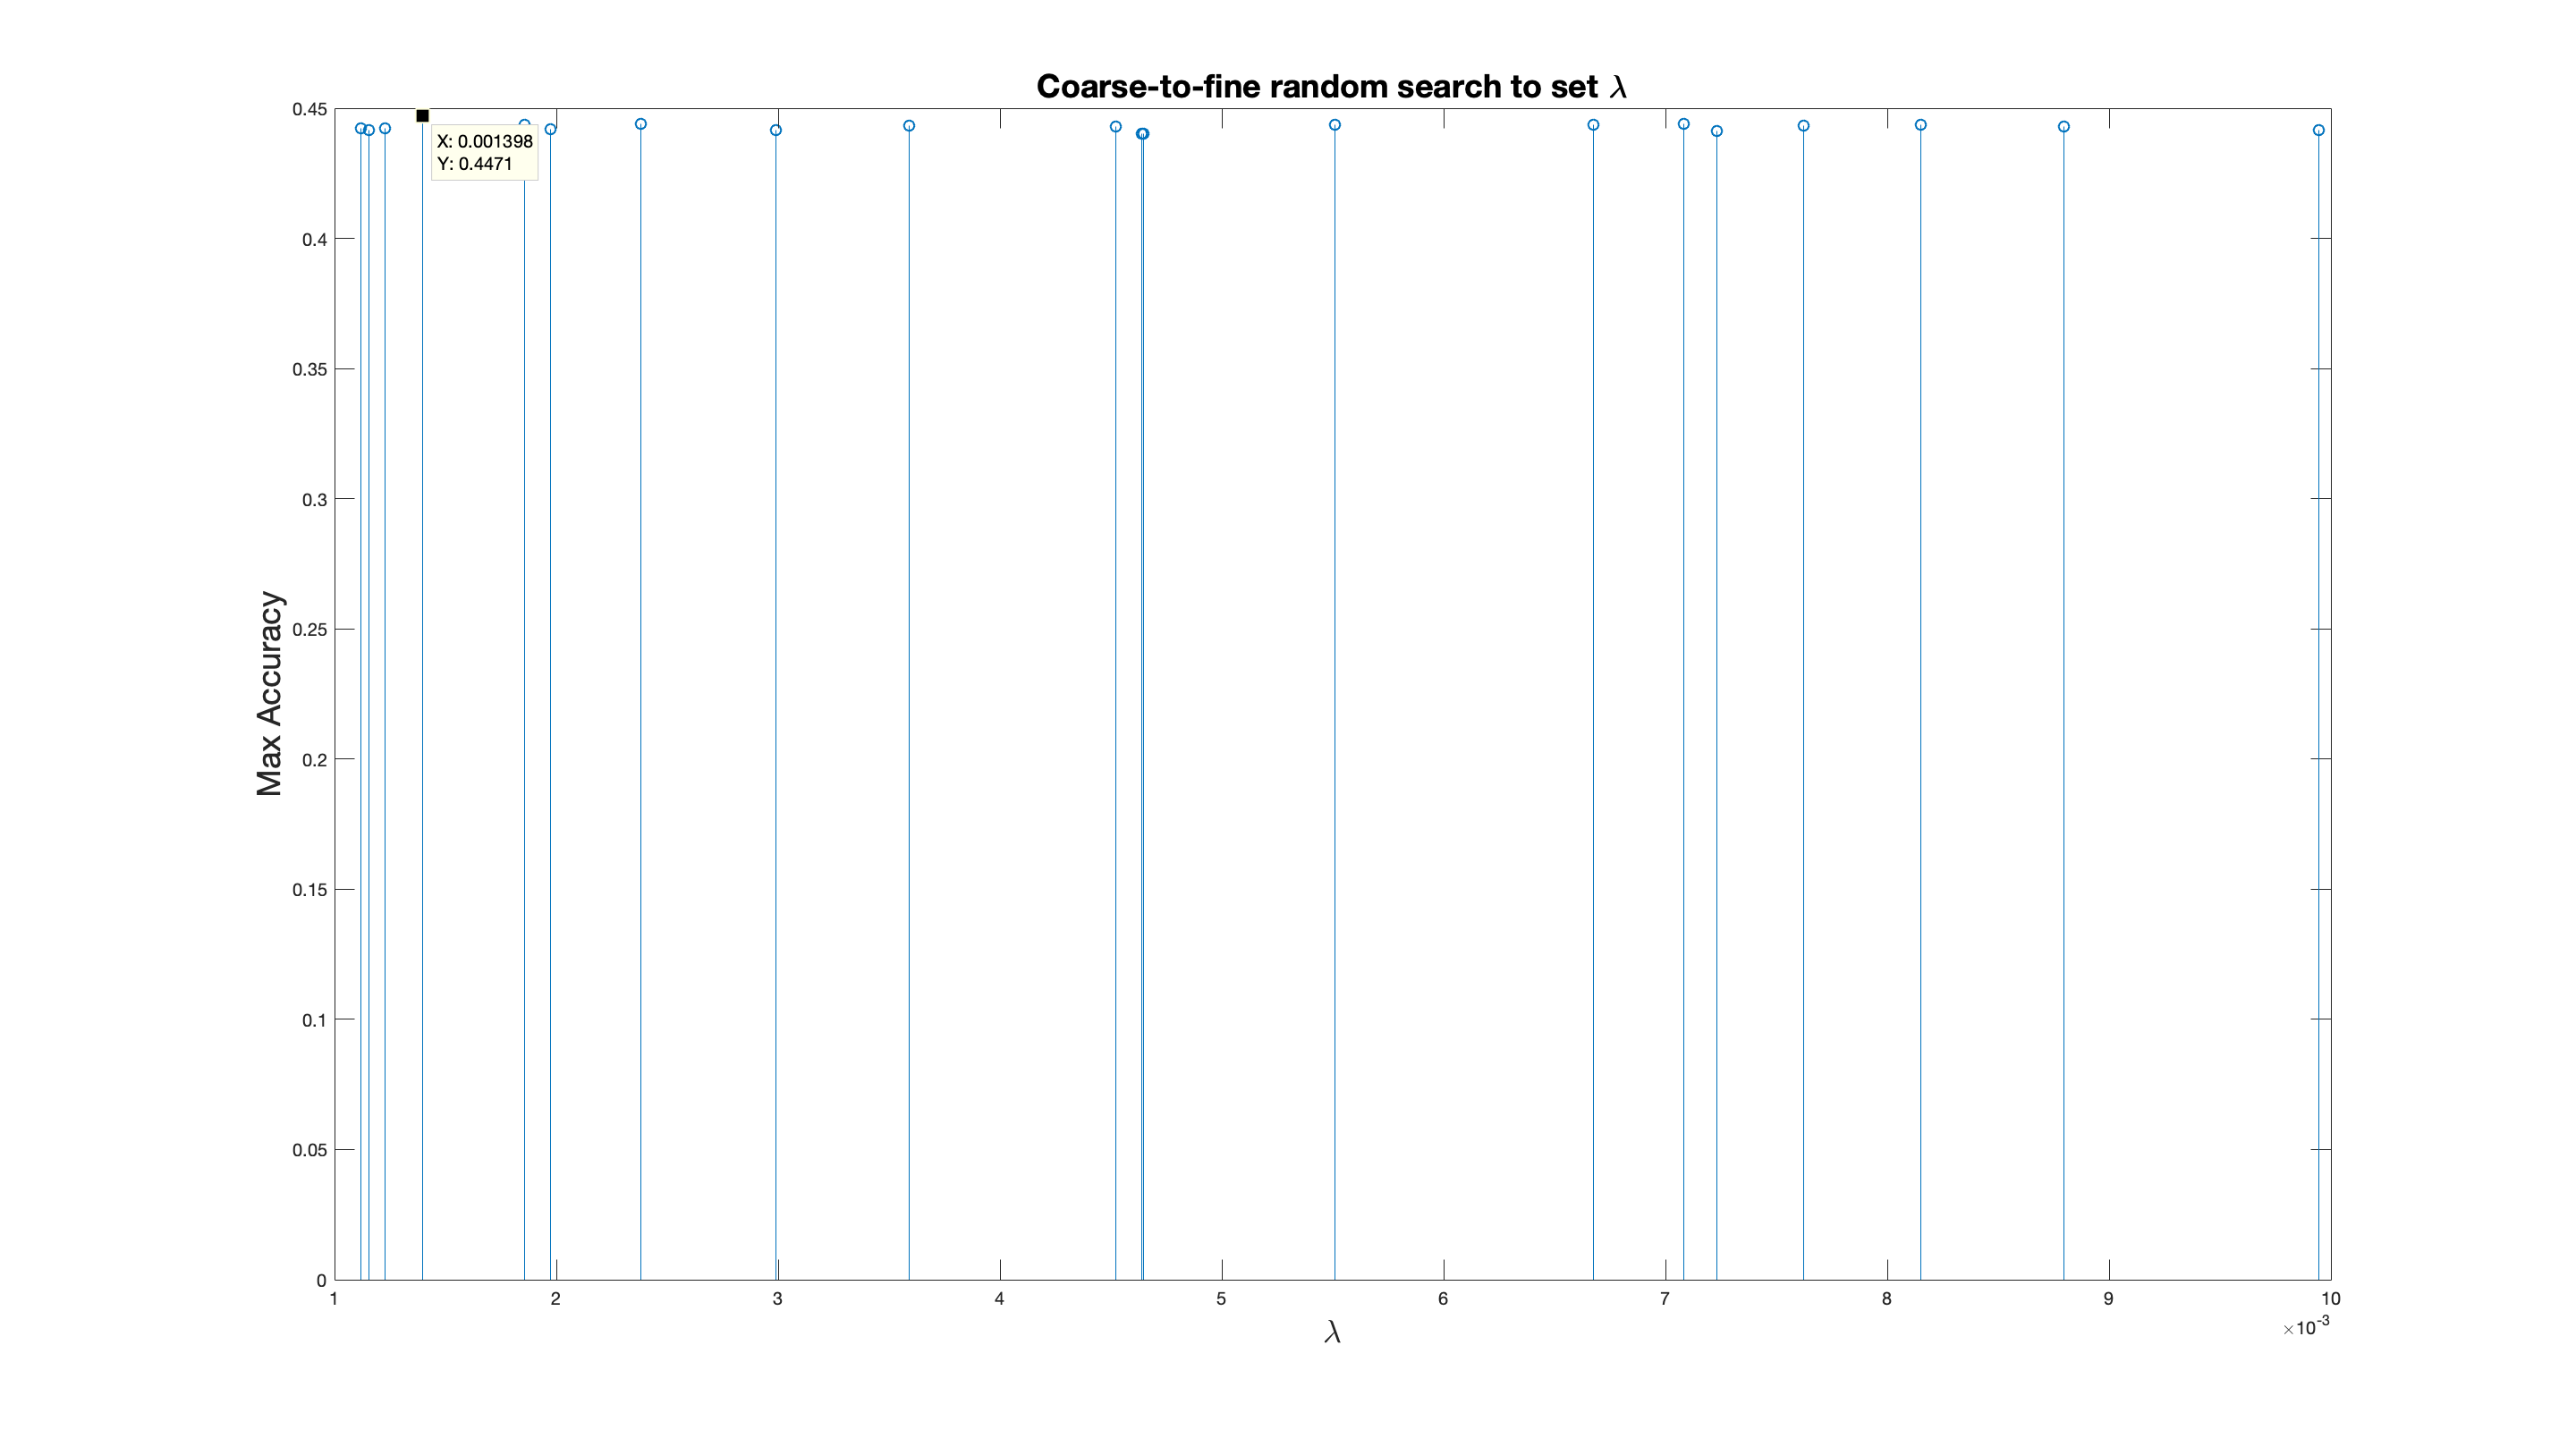 Coarse-to-fine random search to set λ
0.45
0.4
0.35
0.3
0.25
0.2
0.15
0.1
0.05
0
Max Accuracy
X: 0.001398
Y: 0.4471
1 2 3 4 5 6 7 8 9 10
×10⁻³
λ